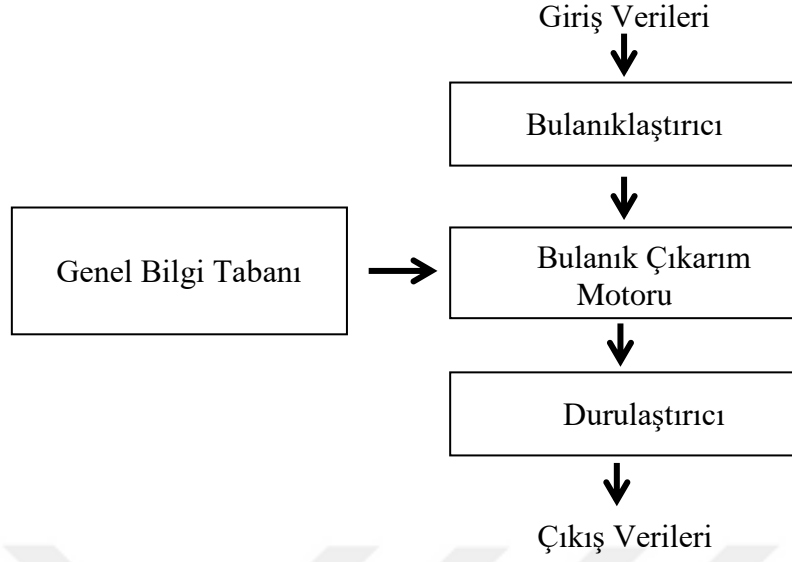 Giriş Verileri
Bulanıklaştırıcı
Genel Bilgi Tabanı
Bulanık Çıkarım
Motoru
Durulaştırıcı
Çıkış Verileri